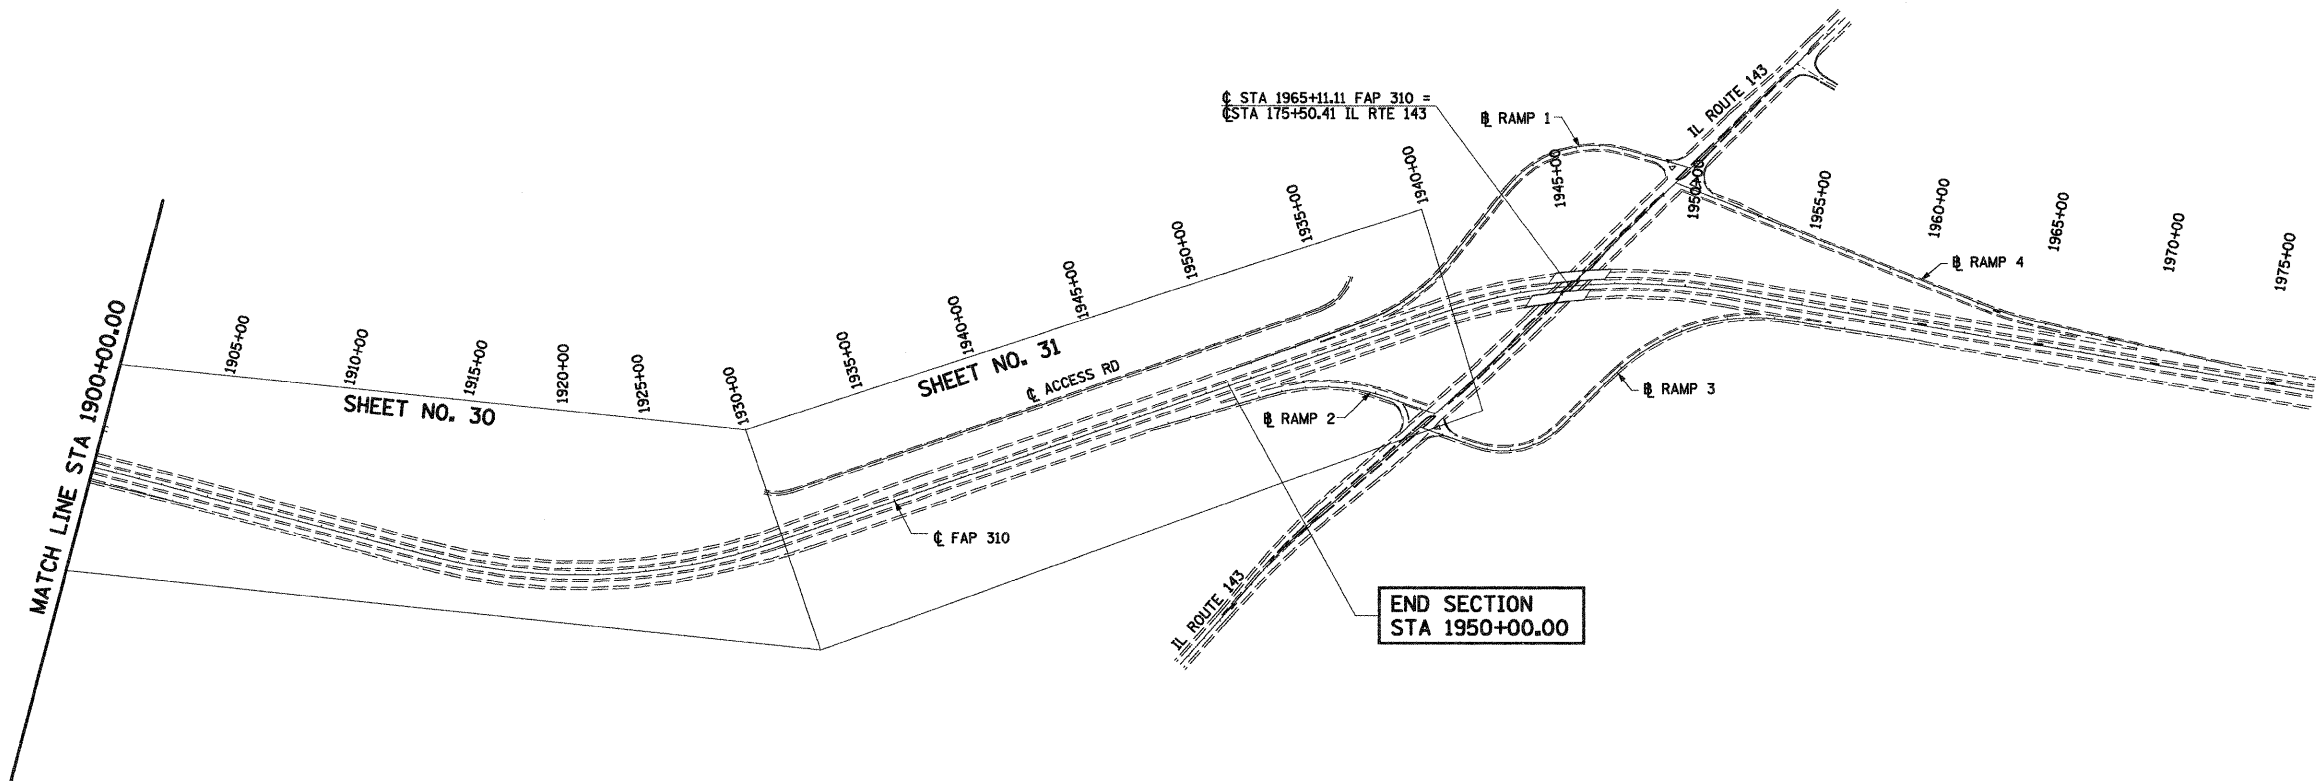 MATCH LINE STA 1900+00.00
1905+00
1910+00
1915+00
1920+00
1925+00
1930+00
1935+00
1940+00
1945+00
1950+00
1935+00
1940+00
1945+00
1950+00
1955+00
1960+00
1965+00
1970+00
1975+00
SHEET NO. 30
SHEET NO. 31
℄ ACCESS RD
℄ FAP 310
℄ STA 1965+11.11 FAP 310 =
℄STA 175+50.41 IL RTE 143
B̲L RAMP 1
B̲L RAMP 2
B̲L RAMP 3
B̲L RAMP 4
IL ROUTE 143
IL ROUTE 143
END SECTION
STA 1950+00.00